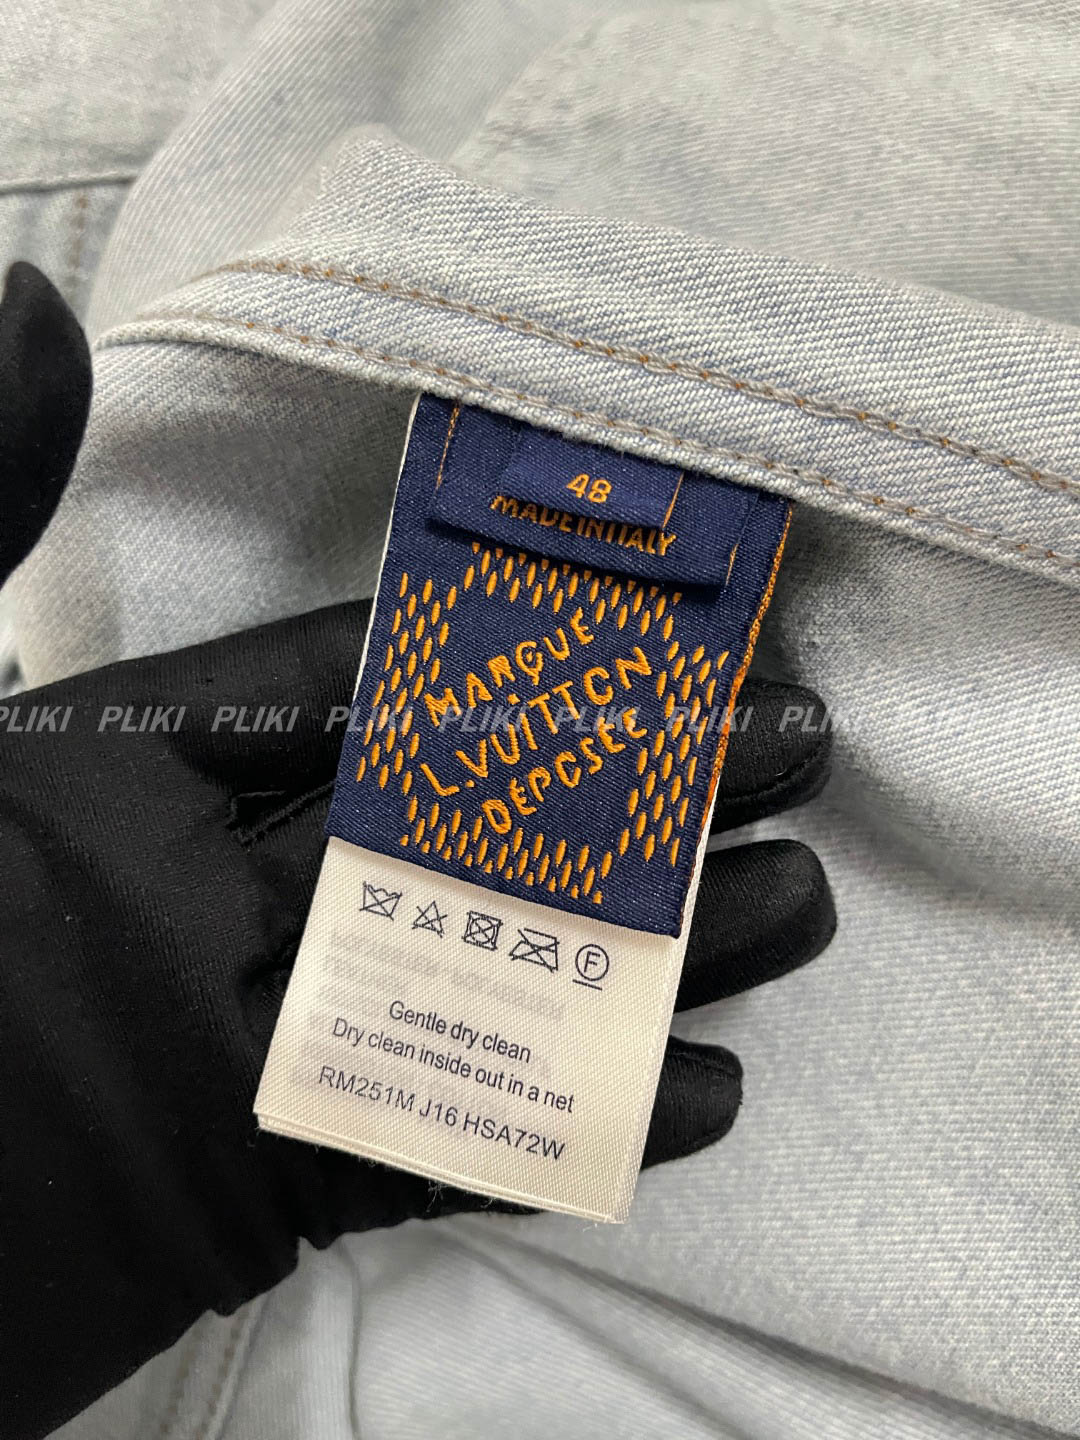 48
MADE IN ITALY
MARQUE
L.VUITTON
DÉPOSÉE
PLIKI PLIKI PLIKI PLIKI PLIKI PLIKI PLIKI PLIKI
F
Gentle dry clean
Dry clean inside out in a net
RM251M J16 HSA72W